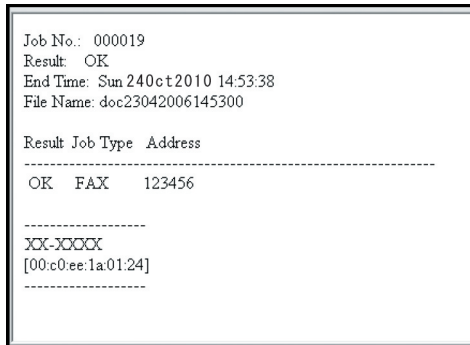 Job No.: 000019
Result: OK
End Time: Sun 24Oct2010 14:53:38
File Name: doc23042006145300
Result Job Type Address
---------------------------------------------------------------
OK FAX 123456
-------------------
XX-XXXX
[00:c0:ee:1a:01:24]
-------------------